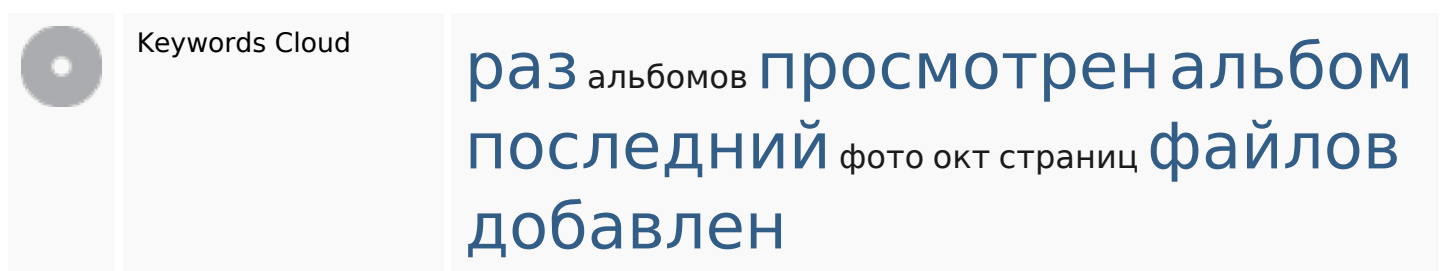 Keywords Cloud
раз альбомов просмотрен альбом
последний фото окт страниц файлов
добавлен